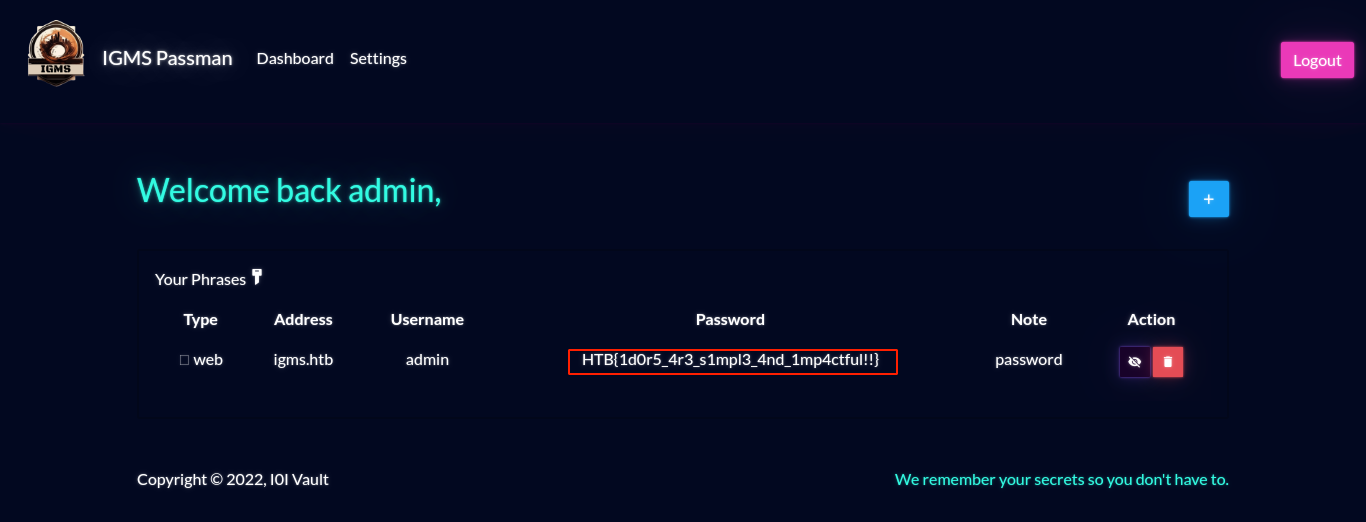 IGMS
IGMS Passman Dashboard Settings Logout
Welcome back admin,
+
Your Phrases
Type Address Username Password Note Action
web igms.htb admin HTB{1d0r5_4r3_s1mpl3_4nd_1mp4ctful!!} password
Copyright © 2022, I0I Vault We remember your secrets so you don't have to.